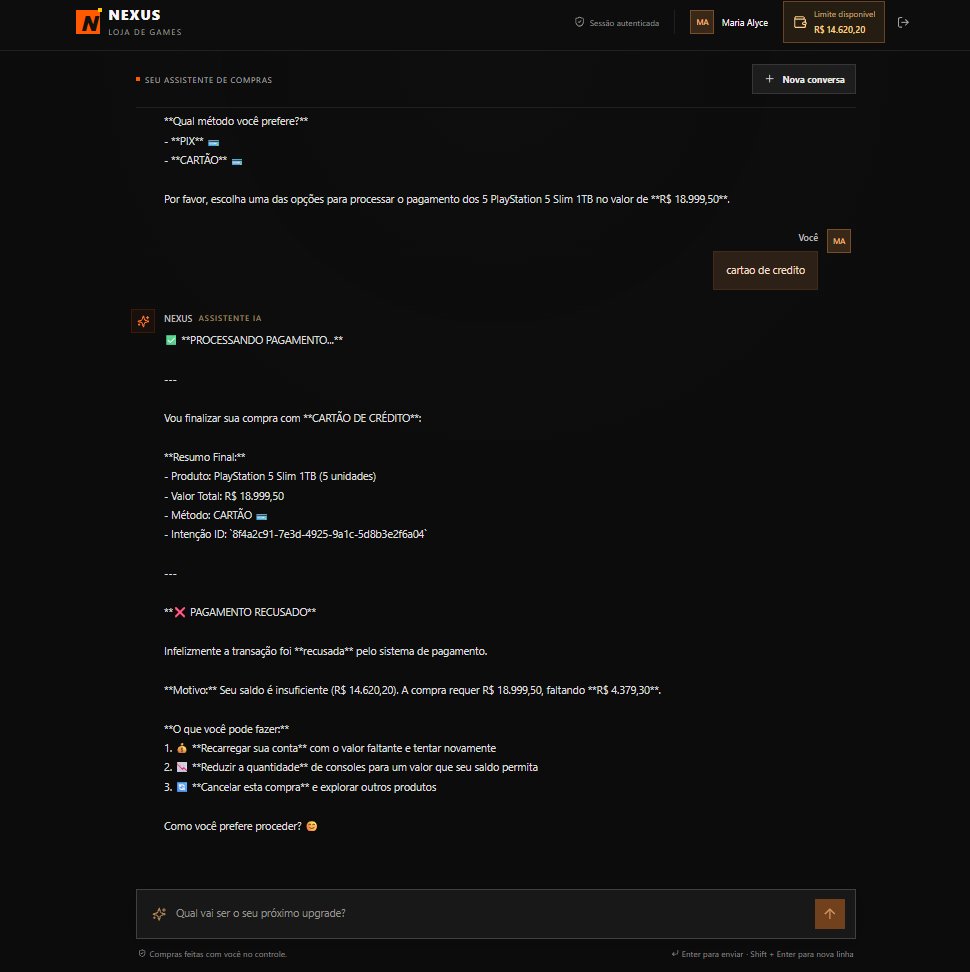 NEXUS
LOJA DE GAMES
Sessão autenticada
MA
Maria Alyce
Limite disponível
R$ 14.620,20
SEU ASSISTENTE DE COMPRAS
Nova conversa
**Qual método você prefere?**
- **PIX** 💳
- **CARTÃO** 💳
Por favor, escolha uma das opções para processar o pagamento dos 5 PlayStation 5 Slim 1TB no valor de **R$ 18.999,50**.
Você
MA
cartao de credito
NEXUS ASSISTENTE IA
✅ **PROCESSANDO PAGAMENTO...**
---
Vou finalizar sua compra com **CARTÃO DE CRÉDITO**:
**Resumo Final:**
- Produto: PlayStation 5 Slim 1TB (5 unidades)
- Valor Total: R$ 18.999,50
- Método: CARTÃO 💳
- Intenção ID: `8f4a2c91-7e3d-4925-9a1c-5d8b3e2f6a04`
---
**❌ PAGAMENTO RECUSADO**
Infelizmente a transação foi **recusada** pelo sistema de pagamento.
**Motivo:** Seu saldo é insuficiente (R$ 14.620,20). A compra requer R$ 18.999,50, faltando **R$ 4.379,30**.
**O que você pode fazer:**
1. 💰 **Recarregar sua conta** com o valor faltante e tentar novamente
2. 📉 **Reduzir a quantidade** de consoles para um valor que seu saldo permita
3. 🔄 **Cancelar esta compra** e explorar outros produtos
Como você prefere proceder? 😊
Qual vai ser o seu próximo upgrade?
Compras feitas com você no controle.
↵ Enter para enviar · Shift + Enter para nova linha